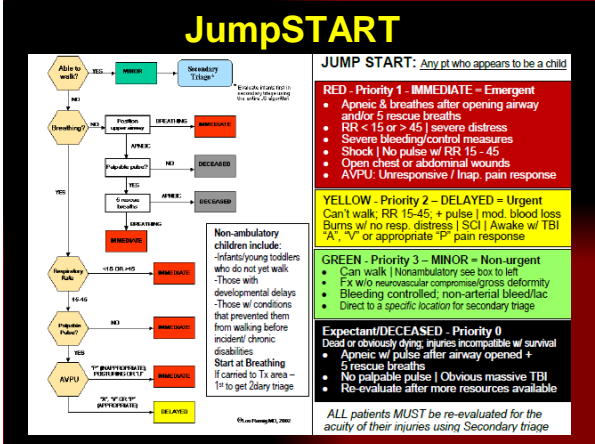 JumpSTART
Able to
walk?
YES
MINOR
Secondary
Triage*
*Evaluate infants first in
secondary triage using
the entire JS algorithm
NO
Breathing?
NO
Position
upper airway
BREATHING
IMMEDIATE
APNEIC
Palpable pulse?
NO
DECEASED
YES
5 rescue
breaths
APNEIC
DECEASED
BREATHING
IMMEDIATE
YES
Respiratory
Rate
<15 OR >45
IMMEDIATE
15-45
Palpable
Pulse?
NO
IMMEDIATE
YES
AVPU
"P" (INAPPROPRIATE),
POSTURING OR "U"
IMMEDIATE
"A", "V" OR "P"
(APPROPRIATE)
DELAYED
©Lou Romig MD, 2002
Non-ambulatory
children include:
-Infants/young toddlers
who do not yet walk
-Those with
developmental delays
-Those w/ conditions
that prevented them
from walking before
incident/ chronic
disabilities
Start at Breathing
If carried to Tx area –
1st to get 2dary triage
JUMP START: Any pt who appears to be a child
RED - Priority 1 - IMMEDIATE = Emergent
• Apneic & breathes after opening airway
and/or 5 rescue breaths
• RR < 15 or > 45 | severe distress
• Severe bleeding/control measures
• Shock | No pulse w/ RR 15 - 45
• Open chest or abdominal wounds
• AVPU: Unresponsive / Inap. pain response
YELLOW - Priority 2 – DELAYED = Urgent
Can't walk; RR 15-45; + pulse | mod. blood loss
Burns w/ no resp. distress | SCI | Awake w/ TBI
"A", "V" or appropriate "P" pain response
GREEN - Priority 3 – MINOR = Non-urgent
• Can walk | Nonambulatory see box to left
• Fx w/o neurovascular compromise/gross deformity
• Bleeding controlled; non-arterial bleed/lac
• Direct to a specific location for secondary triage
Expectant/DECEASED - Priority 0
Dead or obviously dying; injuries incompatible w/ survival
• Apneic w/ pulse after airway opened +
5 rescue breaths
• No palpable pulse | Obvious massive TBI
• Re-evaluate after more resources available
ALL patients MUST be re-evaluated for the
acuity of their injuries using Secondary triage